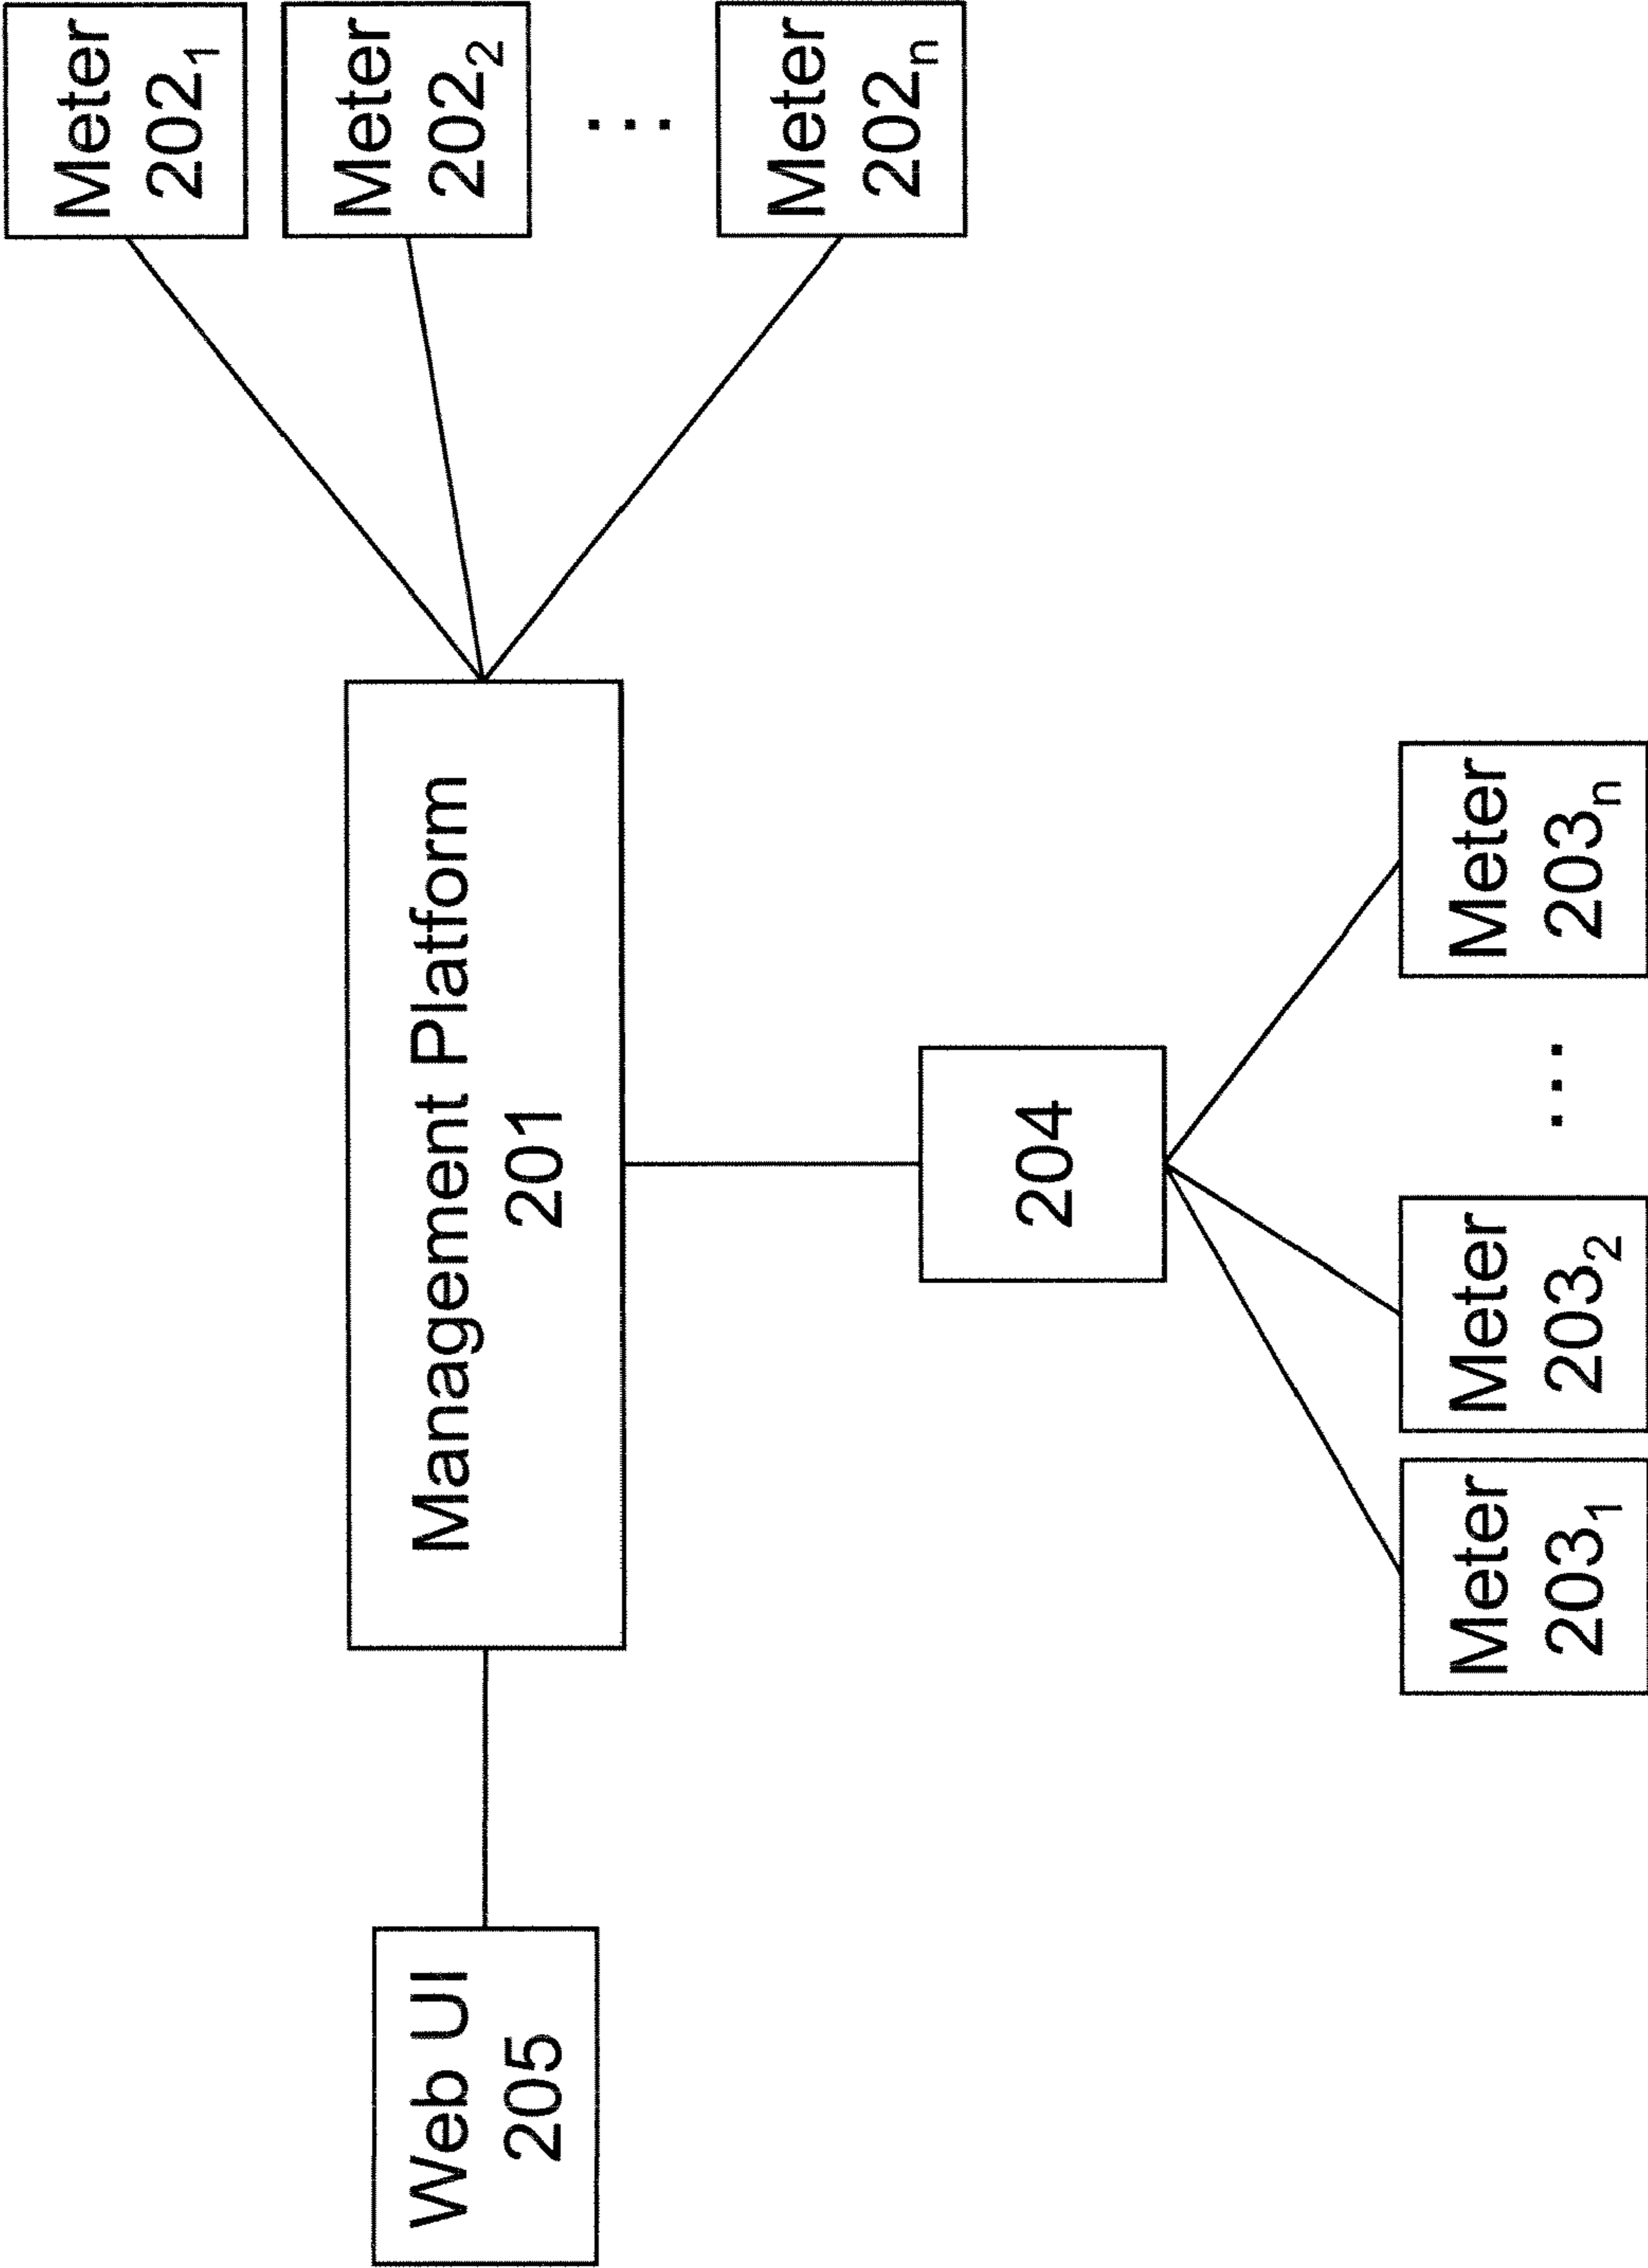 Web UI
205
Management Platform
201
Meter
202₁
Meter
202₂
⋮
Meter
202ₙ
204
Meter
203₁
Meter
203₂
...
Meter
203ₙ